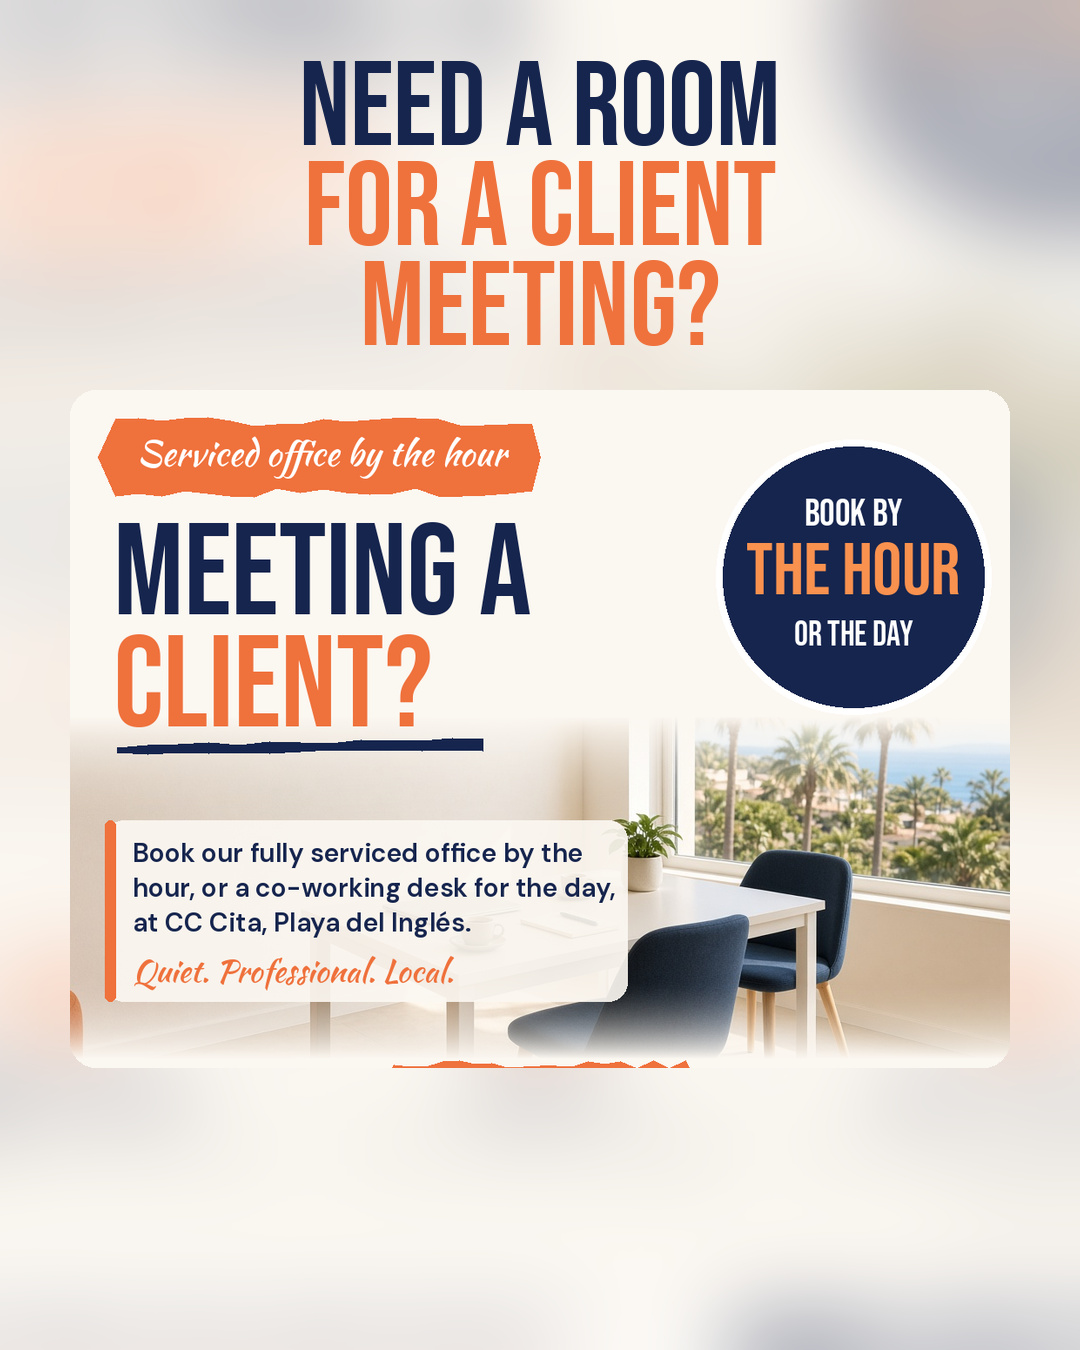 NEED A ROOM
FOR A CLIENT
MEETING?
Serviced office by the hour
MEETING A
CLIENT?
BOOK BY
THE HOUR
OR THE DAY
Book our fully serviced office by the
hour, or a co-working desk for the day,
at CC Cita, Playa del Inglés.
Quiet. Professional. Local.